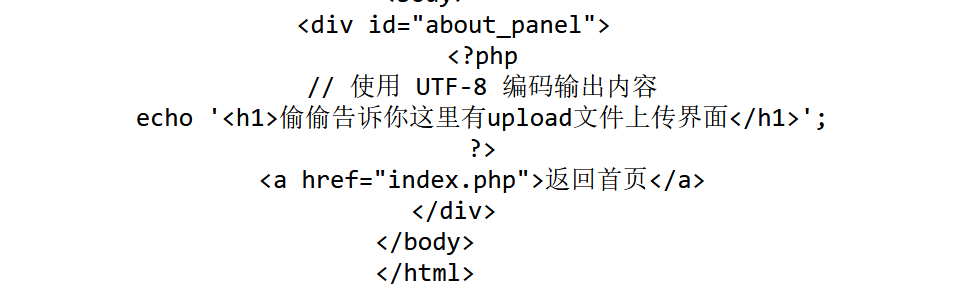 <body>
<div id="about_panel">
<?php
// 使用 UTF-8 编码输出内容
echo '<h1>偷偷告诉你这里有upload文件上传界面</h1>';
?>
<a href="index.php">返回首页</a>
</div>
</body>
</html>